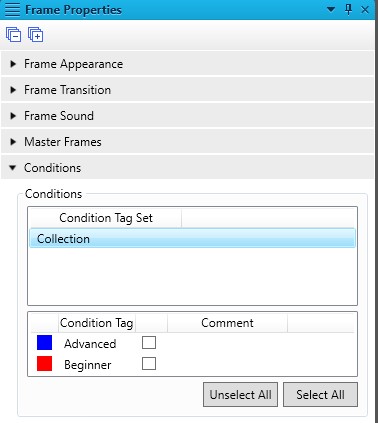 Frame Properties
Frame Appearance
Frame Transition
Frame Sound
Master Frames
Conditions
Conditions
Condition Tag Set
Collection
Condition Tag Comment
Advanced
Beginner
Unselect All Select All